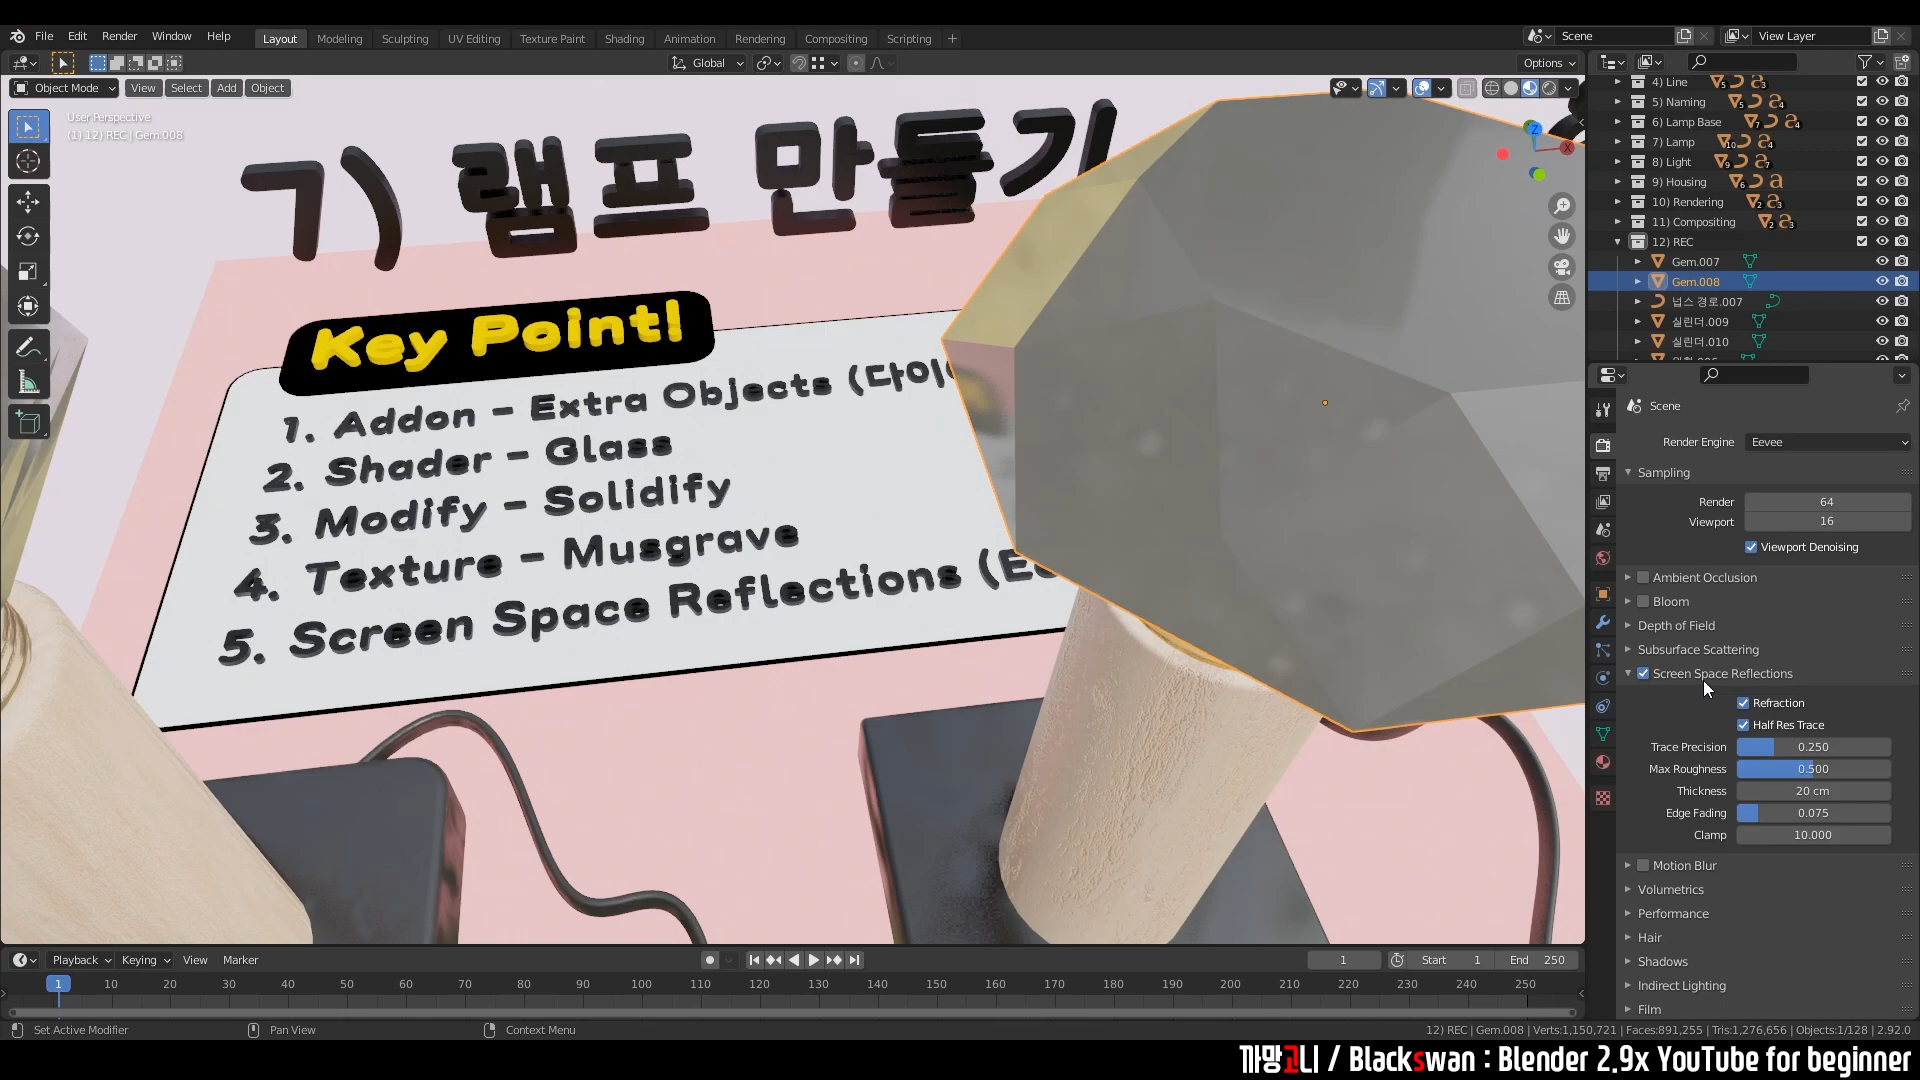 File Edit Render Window Help Layout Modeling Sculpting UV Editing Texture Paint Shading Animation Rendering Compositing Scripting + Scene View Layer
Global Options
Object Mode View Select Add Object
User Perspective
(1) 12) REC | Gem.008
7) 램프 만들기
Key Point!
1. Addon - Extra Objects
2. Shader - Glass
3. Modify - Solidify
4. Texture - Musgrave
5. Screen Space Reflections
Z
X
4) Line
5) Naming
6) Lamp Base
7) Lamp
8) Light
9) Housing
10) Rendering
11) Compositing
12) REC
Gem.007
Gem.008
넙스 경로.007
실린더.009
실린더.010
Scene
Render Engine Eevee
Sampling
Render 64
Viewport 16
Viewport Denoising
Ambient Occlusion
Bloom
Depth of Field
Subsurface Scattering
Screen Space Reflections
Refraction
Half Res Trace
Trace Precision 0.250
Max Roughness 0.500
Thickness 20 cm
Edge Fading 0.075
Clamp 10.000
Motion Blur
Volumetrics
Performance
Hair
Shadows
Indirect Lighting
Film
Playback Keying View Marker 1 Start 1 End 250
1 10 20 30 40 50 60 70 80 90 100 110 120 130 140 150 160 170 180 190 200 210 220 230 240 250
Set Active Modifier Pan View Context Menu 12) REC | Gem.008 | Verts:1,150,721 | Faces:891,255 | Tris:1,276,656 | Objects:1/128 | 2.92.0
까망고니 / Blackswan : Blender 2.9x YouTube for beginner